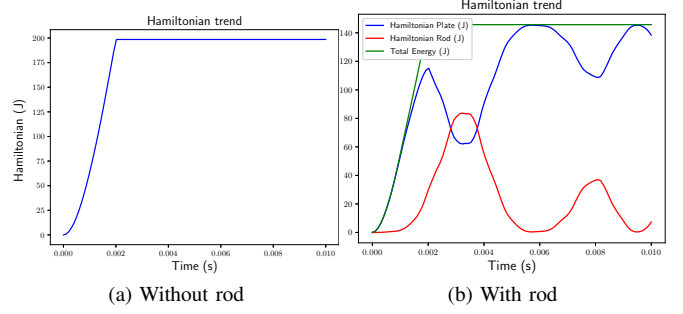 Hamiltonian trend
200
175
150
125
100
75
50
25
0
Hamiltonian (J)
0.000 0.002 0.004 0.006 0.008 0.010
Time (s)
(a) Without rod
Hamiltonian trend
Hamiltonian Plate (J)
Hamiltonian Rod (J)
Total Energy (J)
140
120
100
80
60
40
20
0
0.000 0.002 0.004 0.006 0.008 0.010
Time (s)
(b) With rod